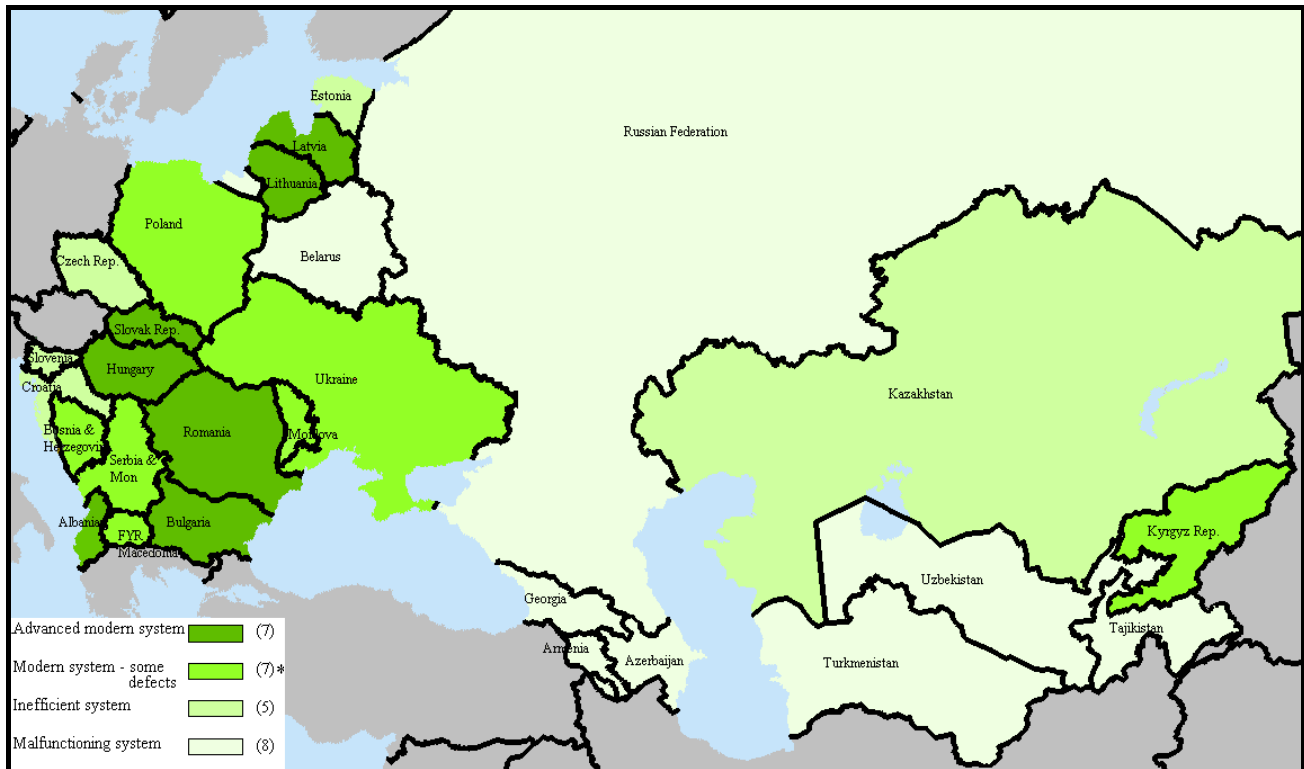 Estonia
Russian Federation
Latvia
Lithuania
Poland
Belarus
Czech Rep.
Slovak Rep.
Slovenia
Hungary
Ukraine
Croatia
Kazakhstan
Bosnia &
Herzegovin
Romania
Moldova
Serbia &
Mon
Albania
Bulgaria
FYR
Macedonia
Kyrgyz Rep.
Uzbekistan
Georgia
Tajikistan
Armenia
Azerbaijan
Turkmenistan
Advanced modern system (7)
Modern system - some (7)*
defects
Inefficient system (5)
Malfunctioning system (8)